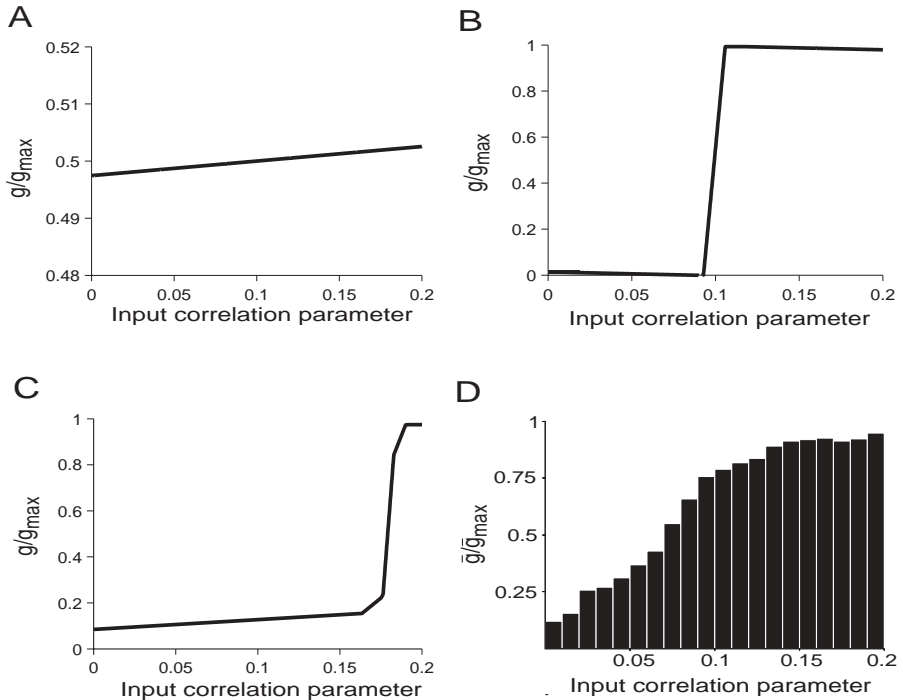 A
g/gmax
0.52
0.51
0.5
0.49
0.48
0 0.05 0.1 0.15 0.2
Input correlation parameter
B
g/gmax
1
0.8
0.6
0.4
0.2
0
0 0.05 0.1 0.15 0.2
Input correlation parameter
C
g/gmax
1
0.8
0.6
0.4
0.2
0
0 0.05 0.1 0.15 0.2
Input correlation parameter
D
g̅/g̅max
1
0.75
0.5
0.25
0.05 0.1 0.15 0.2
Input correlation parameter